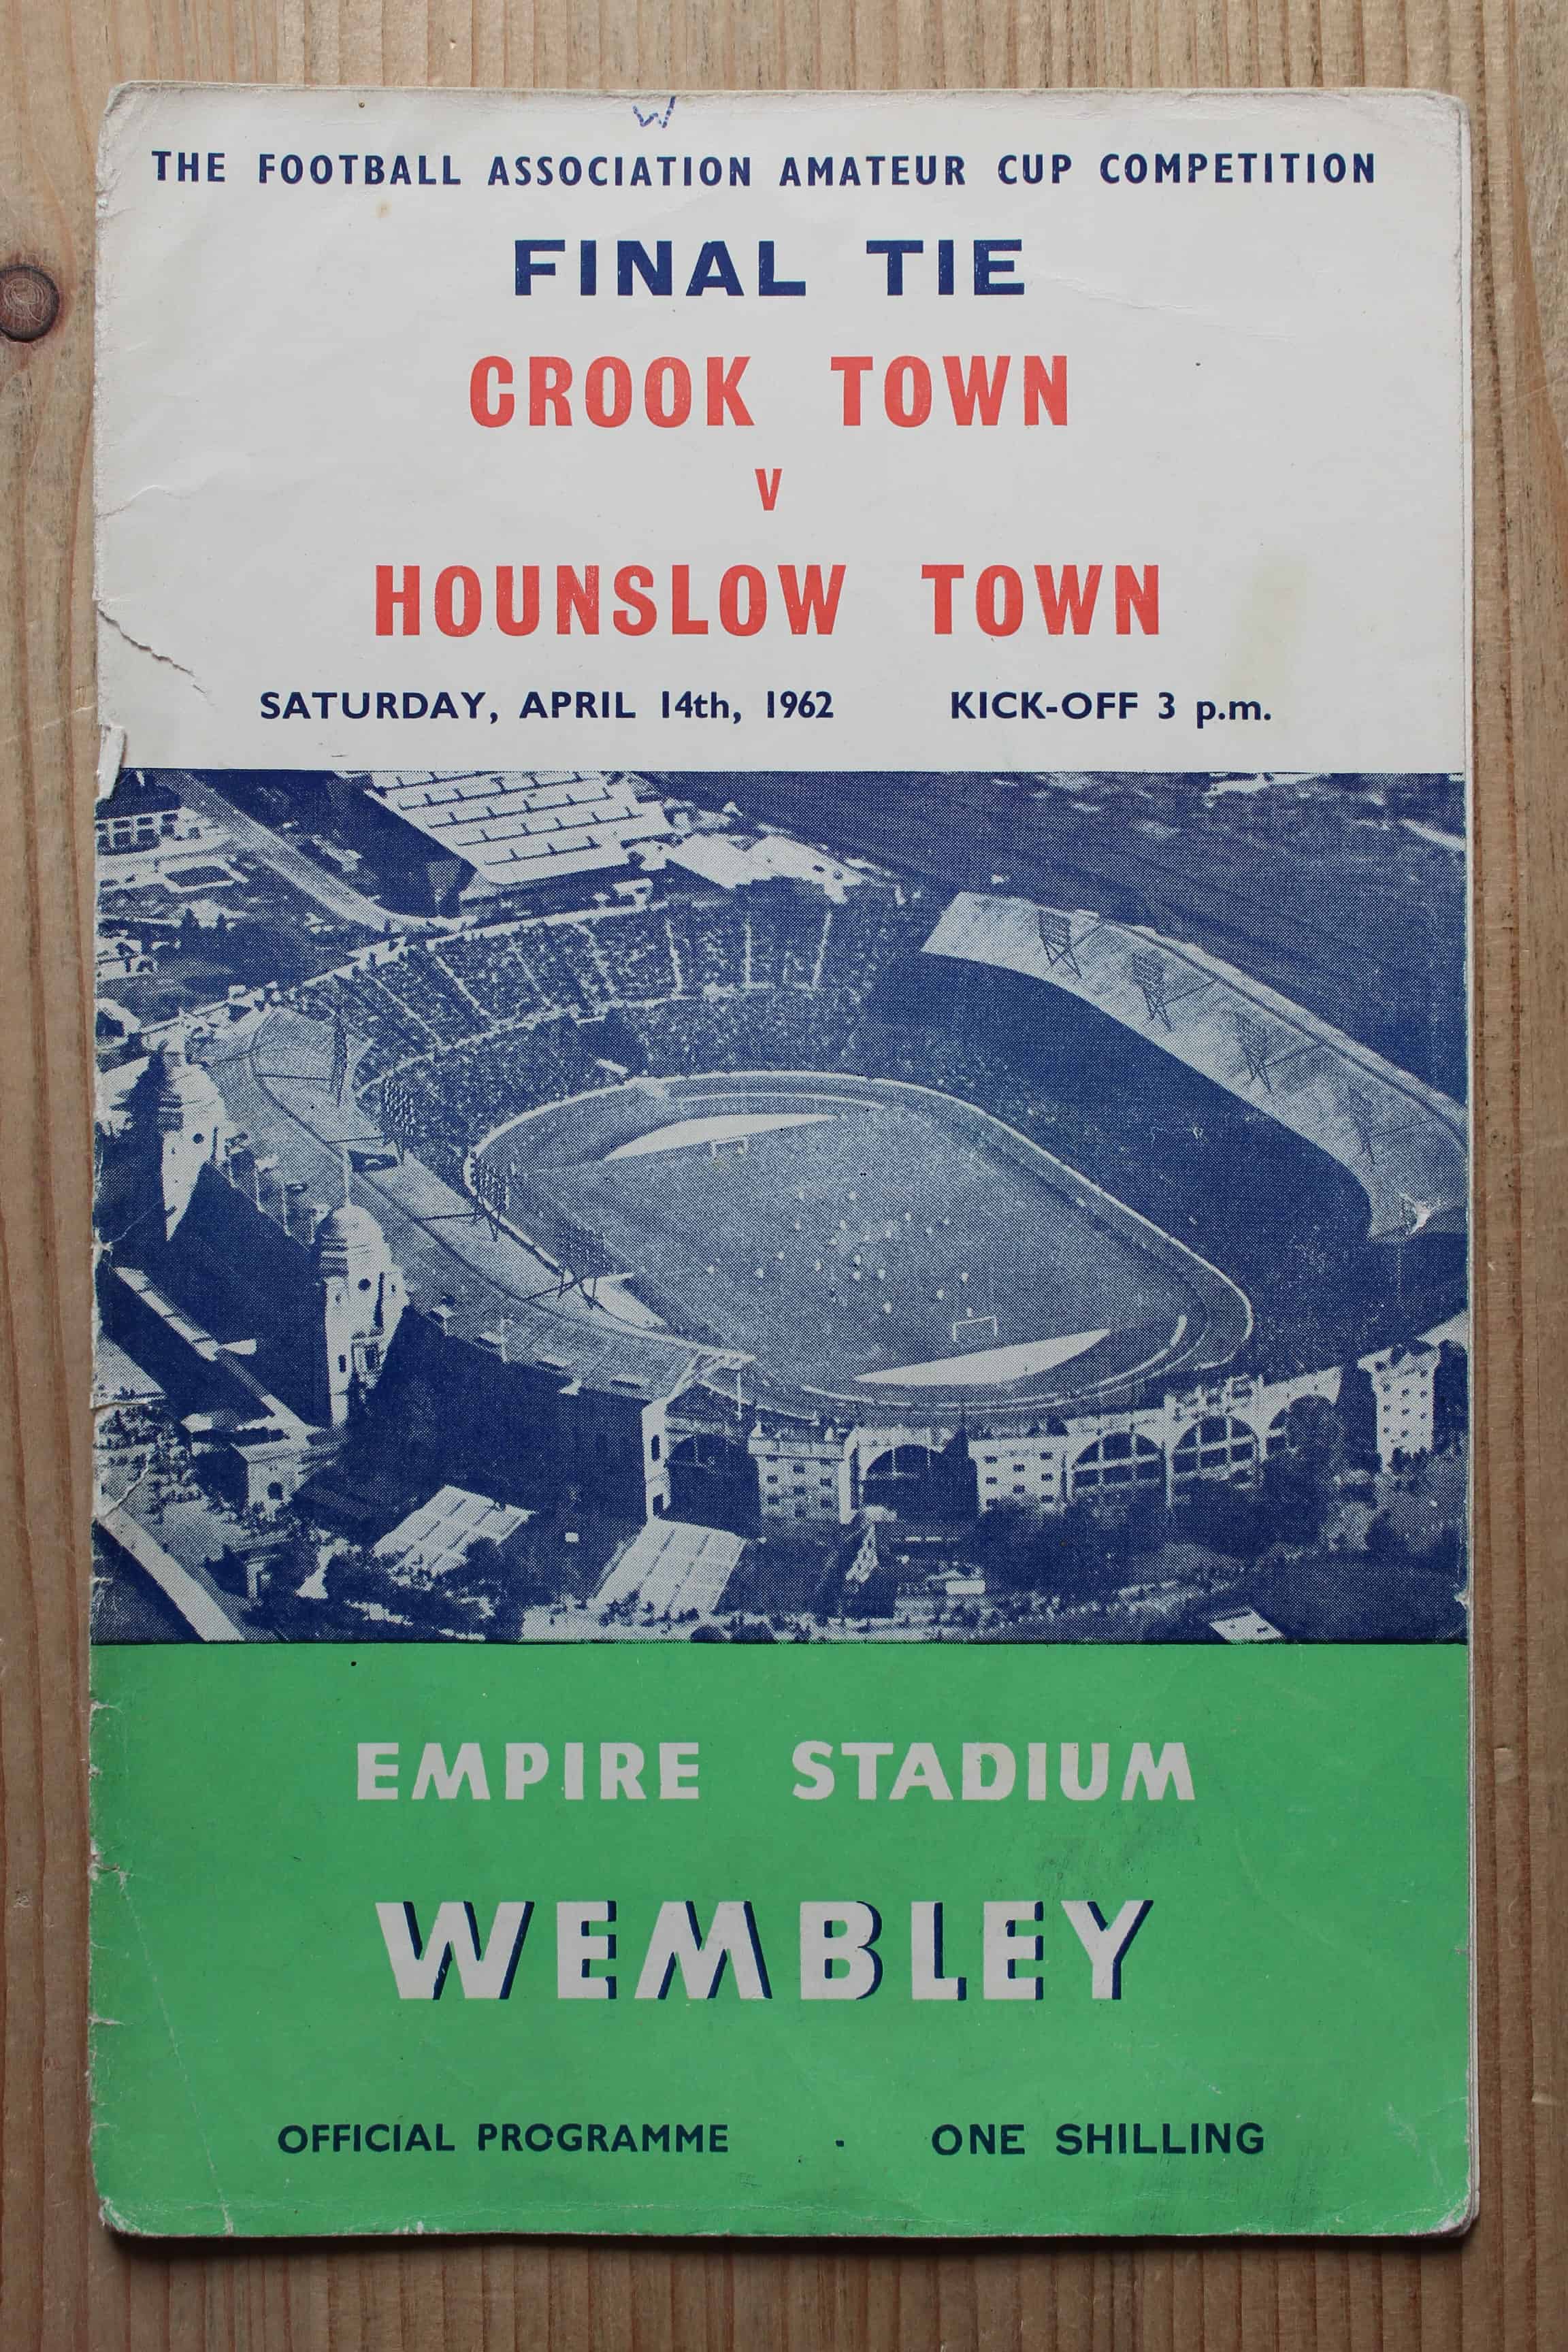 W
THE FOOTBALL ASSOCIATION AMATEUR CUP COMPETITION
FINAL TIE
CROOK TOWN
V
HOUNSLOW TOWN
SATURDAY, APRIL 14th, 1962 KICK-OFF 3 p.m.
EMPIRE STADIUM
WEMBLEY
OFFICIAL PROGRAMME · ONE SHILLING